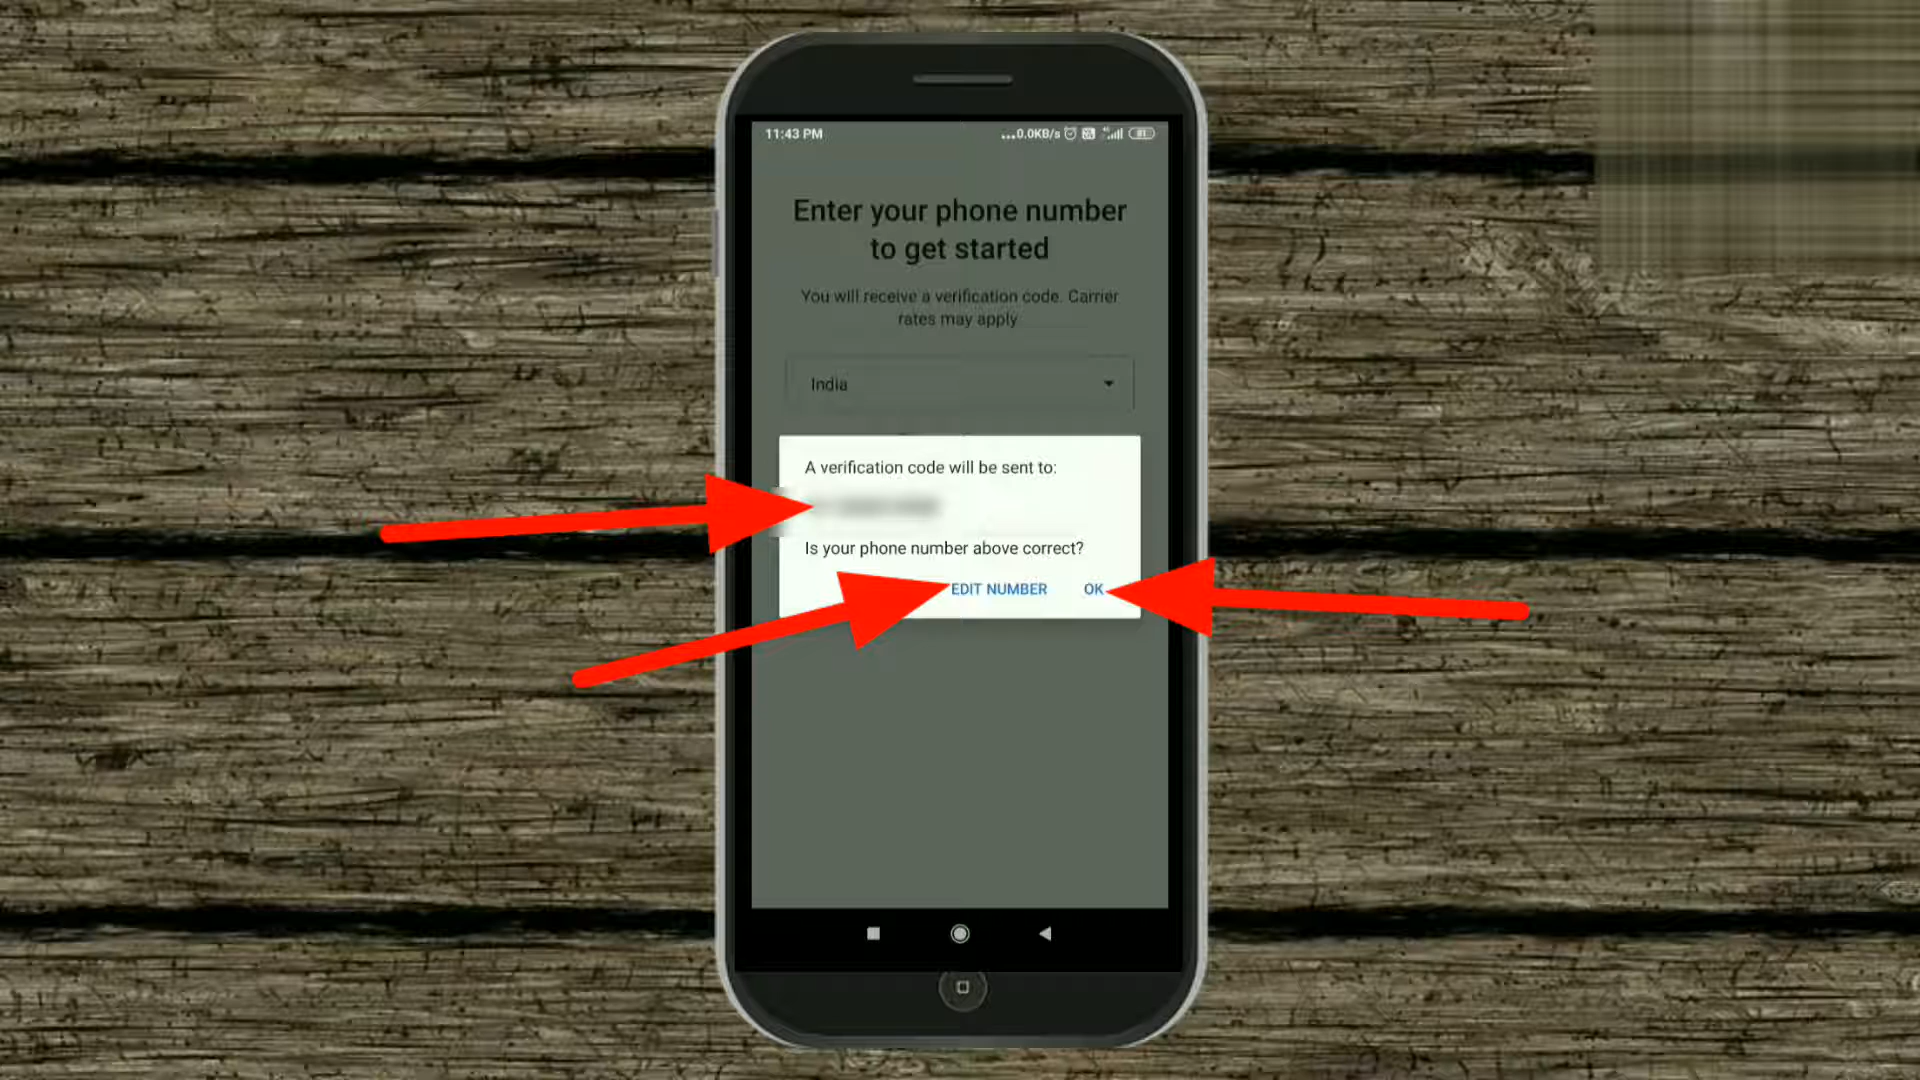 11:43 PM
...0.0KB/s
81
Enter your phone number
to get started
You will receive a verification code. Carrier
rates may apply
India
A verification code will be sent to:
Is your phone number above correct?
EDIT NUMBER OK